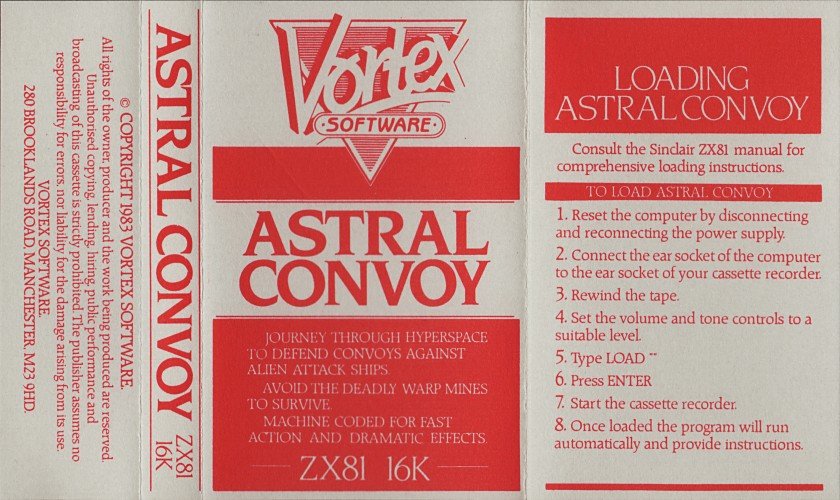 © COPYRIGHT 1983 VORTEX SOFTWARE.
All rights of the owner, producer and the work being produced are reserved.
Unauthorised copying, lending, hiring, public performance and
broadcasting of this cassette is strictly prohibited. The publisher assumes no
responsibility for errors, nor liability for the damage arising from its use.
VORTEX SOFTWARE,
280 BROOKLANDS ROAD, MANCHESTER. M23 9HD.
ASTRAL CONVOY ZX81
16K
Vortex
SOFTWARE
ASTRAL
CONVOY
JOURNEY THROUGH HYPERSPACE
TO DEFEND CONVOYS AGAINST
ALIEN ATTACK SHIPS.
AVOID THE DEADLY WARP MINES
TO SURVIVE.
MACHINE CODED FOR FAST
ACTION AND DRAMATIC EFFECTS.
ZX81 16K
LOADING
ASTRAL CONVOY
Consult the Sinclair ZX81 manual for
comprehensive loading instructions.
TO LOAD ASTRAL CONVOY
1. Reset the computer by disconnecting
and reconnecting the power supply.
2. Connect the ear socket of the computer
to the ear socket of your cassette recorder.
3. Rewind the tape.
4. Set the volume and tone controls to a
suitable level.
5. Type LOAD ""
6. Press ENTER
7. Start the cassette recorder.
8. Once loaded the program will run
automatically and provide instructions.